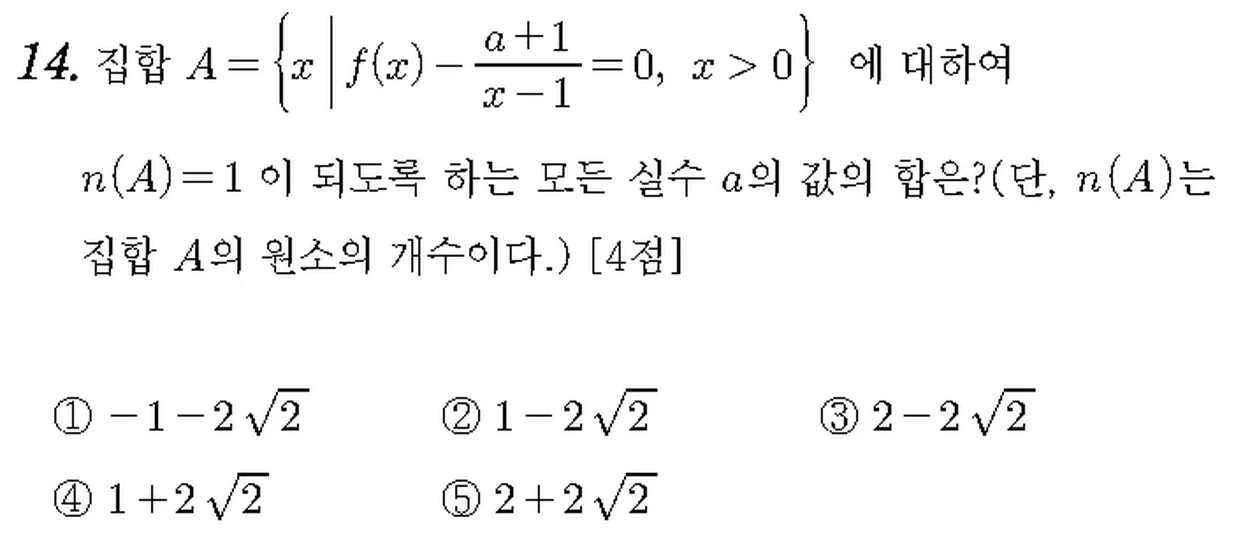 14. 집합 A = {x | f(x) − (a+1)/(x−1) = 0, x > 0} 에 대하여
n(A) = 1 이 되도록 하는 모든 실수 a의 값의 합은?(단, n(A)는
집합 A의 원소의 개수이다.) [4점]
① −1−2√2 ② 1−2√2 ③ 2−2√2
④ 1+2√2 ⑤ 2+2√2